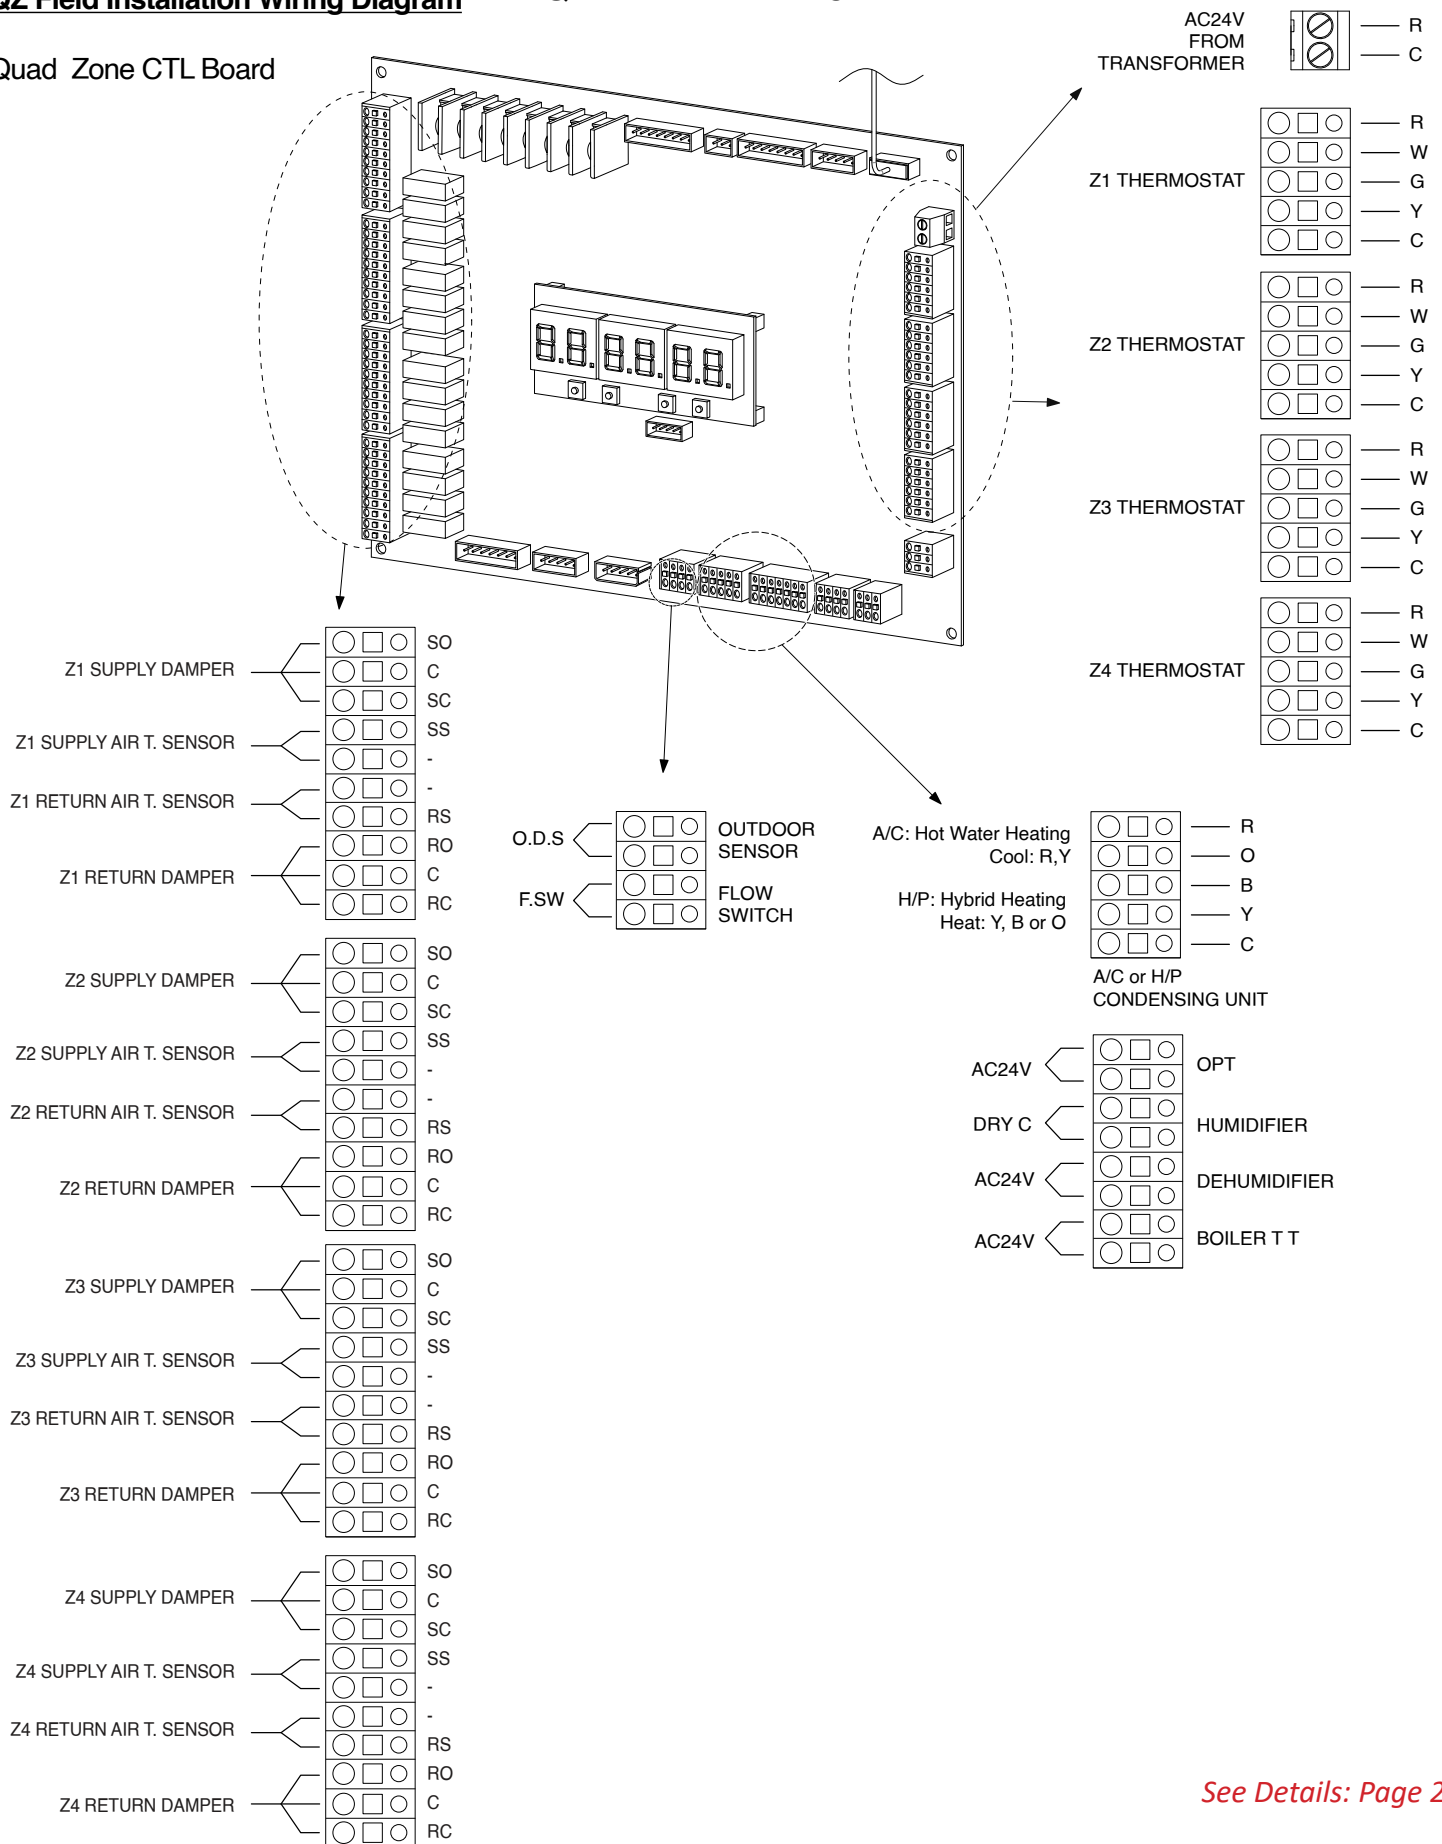 QZ Field Installation Wiring Diagram
Quad Zone CTL Board
AC24V
FROM
TRANSFORMER
R
C
Z1 THERMOSTAT
R
W
G
Y
C
Z2 THERMOSTAT
R
W
G
Y
C
Z3 THERMOSTAT
R
W
G
Y
C
Z4 THERMOSTAT
R
W
G
Y
C
Z1 SUPPLY DAMPER
SO
C
SC
Z1 SUPPLY AIR T. SENSOR
SS
-
Z1 RETURN AIR T. SENSOR
-
RS
Z1 RETURN DAMPER
RO
C
RC
Z2 SUPPLY DAMPER
SO
C
SC
Z2 SUPPLY AIR T. SENSOR
SS
-
Z2 RETURN AIR T. SENSOR
-
RS
Z2 RETURN DAMPER
RO
C
RC
Z3 SUPPLY DAMPER
SO
C
SC
Z3 SUPPLY AIR T. SENSOR
SS
-
Z3 RETURN AIR T. SENSOR
-
RS
Z3 RETURN DAMPER
RO
C
RC
Z4 SUPPLY DAMPER
SO
C
SC
Z4 SUPPLY AIR T. SENSOR
SS
-
Z4 RETURN AIR T. SENSOR
-
RS
Z4 RETURN DAMPER
RO
C
RC
O.D.S
OUTDOOR
SENSOR
F.SW
FLOW
SWITCH
A/C: Hot Water Heating
Cool: R,Y
H/P: Hybrid Heating
Heat: Y, B or O
R
O
B
Y
C
A/C or H/P
CONDENSING UNIT
AC24V
OPT
DRY C
HUMIDIFIER
AC24V
DEHUMIDIFIER
AC24V
BOILER T T
See Details: Page 2